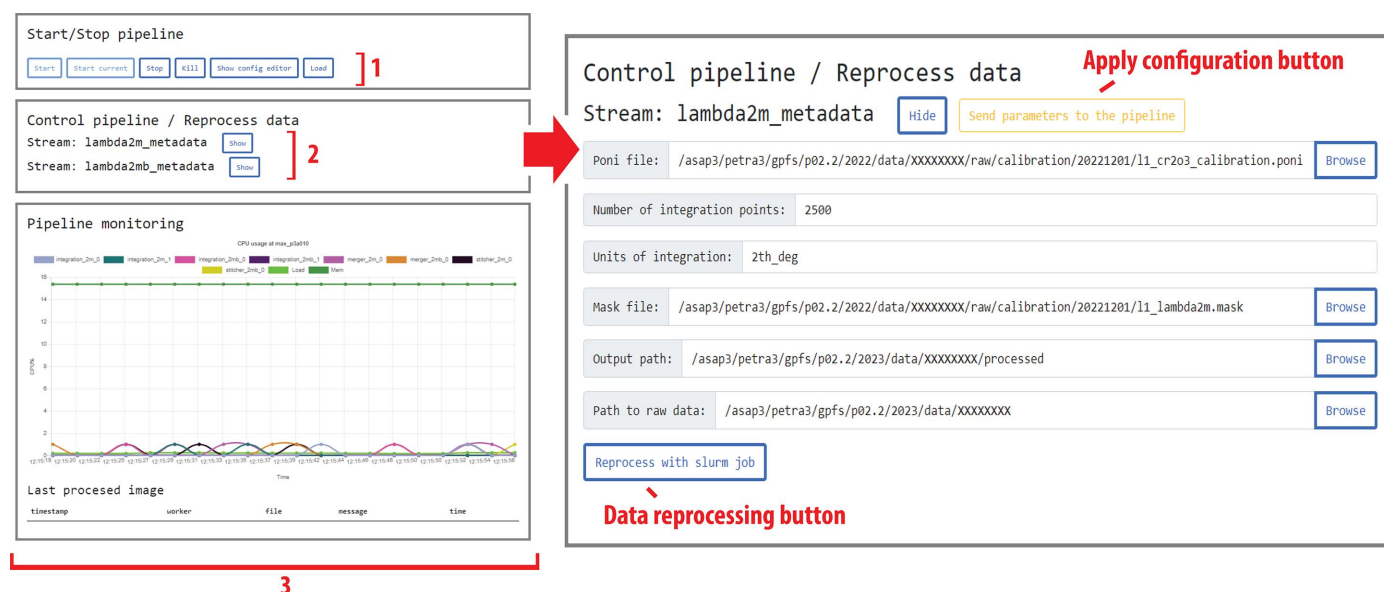 Start/Stop pipeline
Start Start current Stop Kill Show config editor Load
1
Control pipeline / Reprocess data
Stream: lambda2m_metadata Show
Stream: lambda2mb_metadata Show
2
Pipeline monitoring
CPU usage at max_p3a010
integration_2m_0 integration_2m_1 integration_2mb_0 integration_2mb_1 merger_2m_0 merger_2mb_0 stitcher_2m_0
stitcher_2mb_0 Load Mem
16
14
12
10
8
6
4
2
0
CPU%
Time
Last procesed image
timestamp worker file message time
3
Apply configuration button
Control pipeline / Reprocess data
Stream: lambda2m_metadata Hide Send parameters to the pipeline
Poni file: /asap3/petra3/gpfs/p02.2/2022/data/XXXXXXXX/raw/calibration/20221201/l1_cr2o3_calibration.poni Browse
Number of integration points: 2500
Units of integration: 2th_deg
Mask file: /asap3/petra3/gpfs/p02.2/2022/data/XXXXXXXX/raw/calibration/20221201/l1_lambda2m.mask Browse
Output path: /asap3/petra3/gpfs/p02.2/2023/data/XXXXXXXX/processed Browse
Path to raw data: /asap3/petra3/gpfs/p02.2/2023/data/XXXXXXXX Browse
Reprocess with slurm job
Data reprocessing button